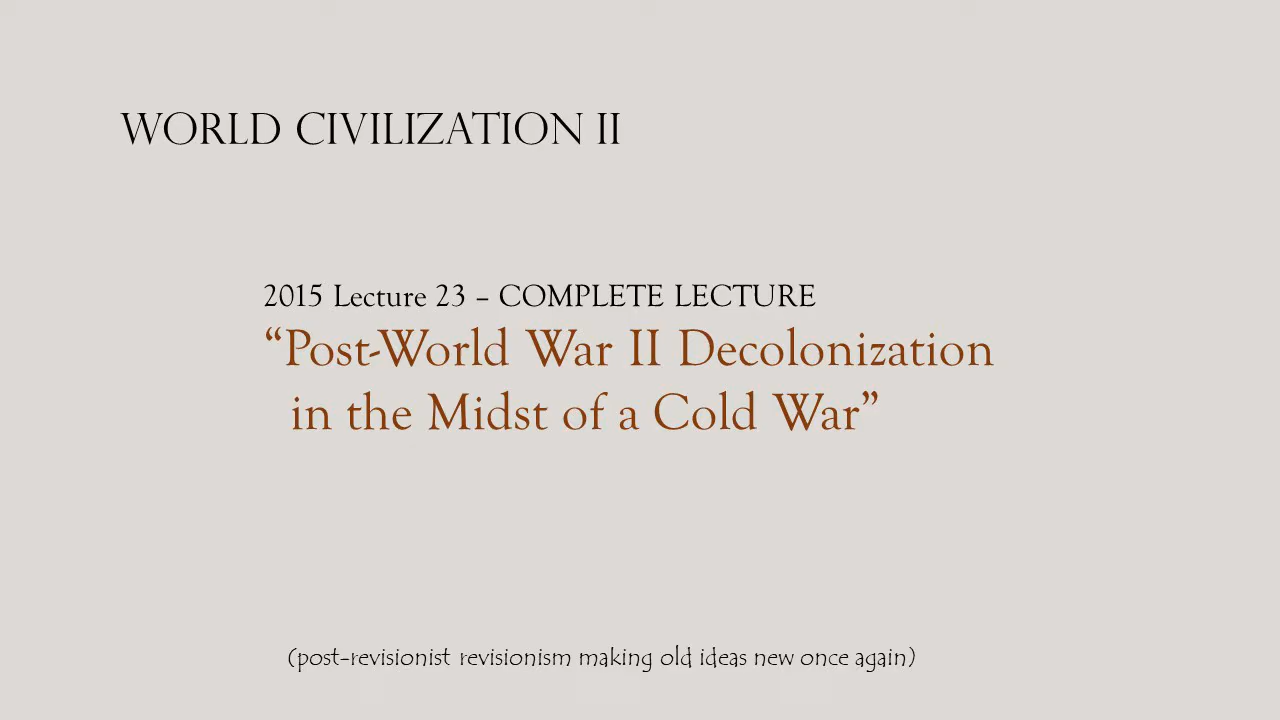 WORLD CIVILIZATION II
2015 Lecture 23 – COMPLETE LECTURE
“Post-World War II Decolonization
in the Midst of a Cold War”
(post-revisionist revisionism making old ideas new once again)